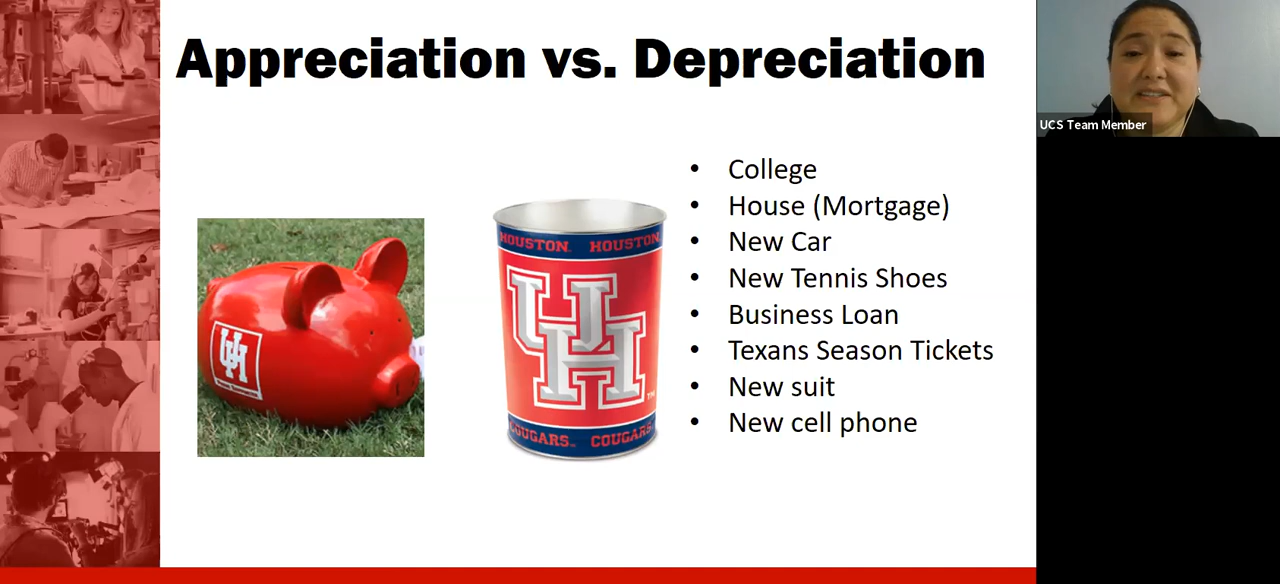 Appreciation vs. Depreciation
UCS Team Member
• College
• House (Mortgage)
• New Car
• New Tennis Shoes
• Business Loan
• Texans Season Tickets
• New suit
• New cell phone
UH
HOUSTON HOUSTON
UH
TM
COUGARS COUGARS